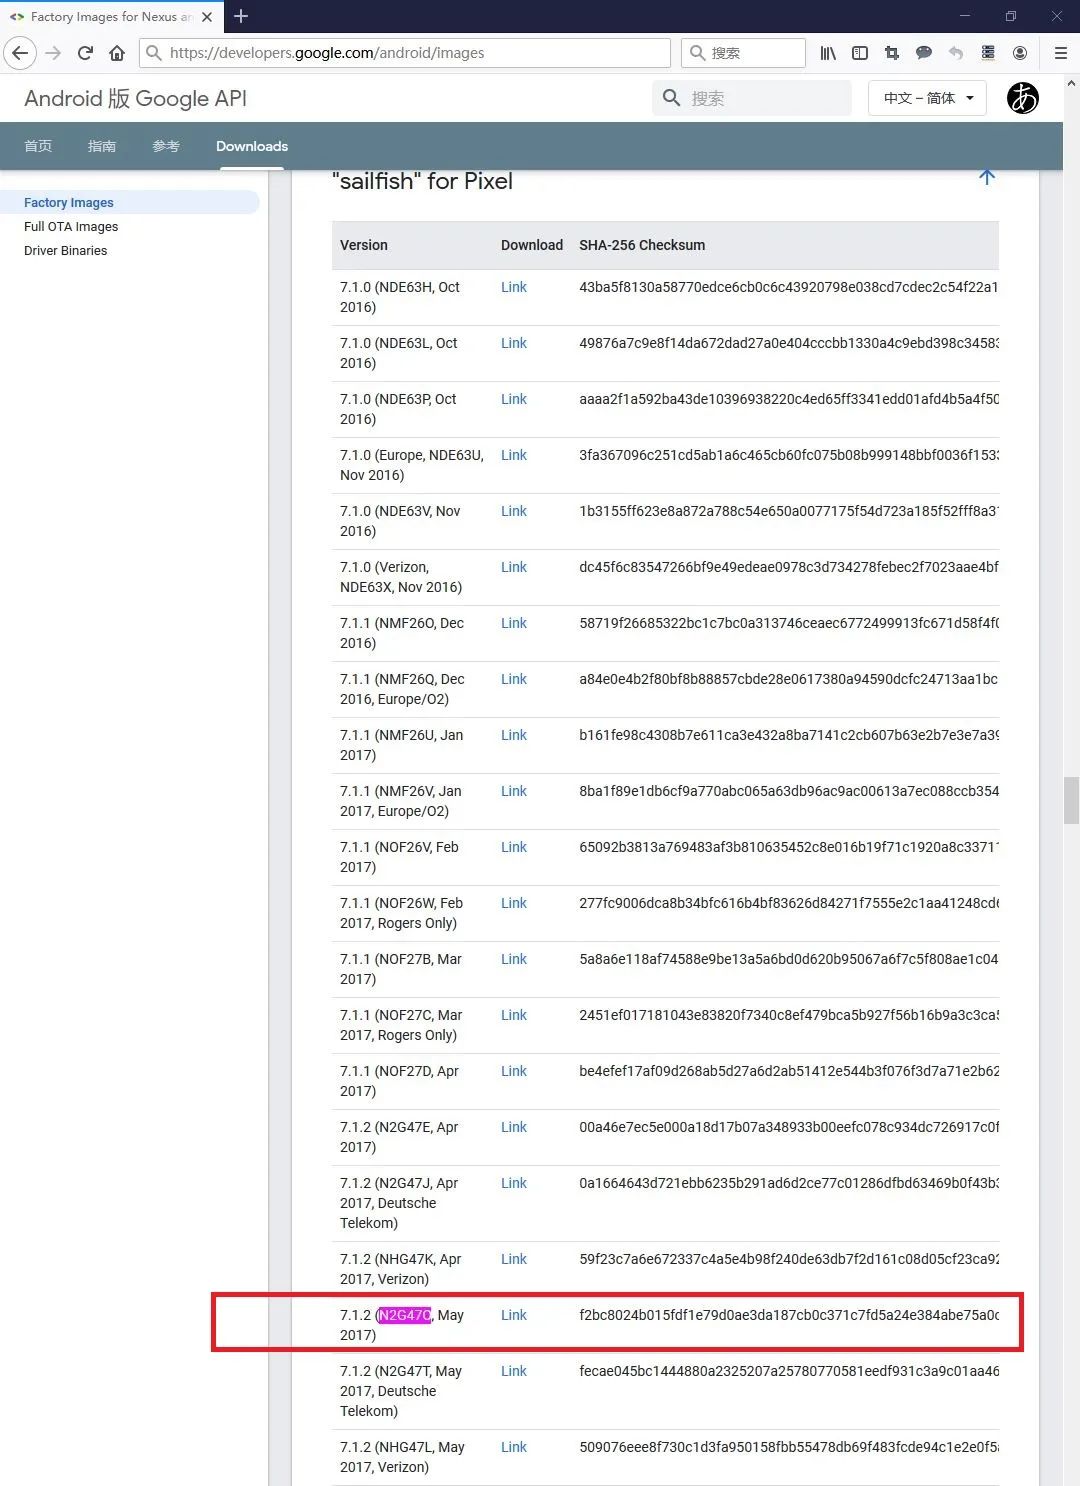 Factory Images for Nexus an
https://developers.google.com/android/images
搜索
Android 版 Google API
搜索
中文 – 简体
あ
首页 指南 参考 Downloads
Factory Images
Full OTA Images
Driver Binaries
"sailfish" for Pixel
Version Download SHA-256 Checksum
7.1.0 (NDE63H, Oct Link 43ba5f8130a58770edce6cb0c6c43920798e038cd7cdec2c54f22a1
2016)
7.1.0 (NDE63L, Oct Link 49876a7c9e8f14da672dad27a0e404cccbb1330a4c9ebd398c34583
2016)
7.1.0 (NDE63P, Oct Link aaaa2f1a592ba43de10396938220c4ed65ff3341edd01afd4b5a4f50
2016)
7.1.0 (Europe, NDE63U, Link 3fa367096c251cd5ab1a6c465cb60fc075b08b999148bbf0036f1533
Nov 2016)
7.1.0 (NDE63V, Nov Link 1b3155ff623e8a872a788c54e650a0077175f54d723a185f52fff8a31
2016)
7.1.0 (Verizon, Link dc45f6c83547266bf9e49edeae0978c3d734278febec2f7023aae4bf
NDE63X, Nov 2016)
7.1.1 (NMF26O, Dec Link 58719f26685322bc1c7bc0a313746ceaec6772499913fc671d58f4f0
2016)
7.1.1 (NMF26Q, Dec Link a84e0e4b2f80bf8b88857cbde28e0617380a94590dcfc24713aa1bc
2016, Europe/O2)
7.1.1 (NMF26U, Jan Link b161fe98c4308b7e611ca3e432a8ba7141c2cb607b63e2b7e3e7a39
2017)
7.1.1 (NMF26V, Jan Link 8ba1f89e1db6cf9a770abc065a63db96ac9ac00613a7ec088ccb354
2017, Europe/O2)
7.1.1 (NOF26V, Feb Link 65092b3813a769483af3b810635452c8e016b19f71c1920a8c33711
2017)
7.1.1 (NOF26W, Feb Link 277fc9006dca8b34bfc616b4bf83626d84271f7555e2c1aa41248cd6
2017, Rogers Only)
7.1.1 (NOF27B, Mar Link 5a8a6e118af74588e9be13a5a6bd0d620b95067a6f7c5f808ae1c04
2017)
7.1.1 (NOF27C, Mar Link 2451ef017181043e83820f7340c8ef479bca5b927f56b16b9a3c3ca5
2017, Rogers Only)
7.1.1 (NOF27D, Apr Link be4efef17af09d268ab5d27a6d2ab51412e544b3f076f3d7a71e2b62
2017)
7.1.2 (N2G47E, Apr Link 00a46e7ec5e000a18d17b07a348933b00eefc078c934dc726917c0f
2017)
7.1.2 (N2G47J, Apr Link 0a1664643d721ebb6235b291ad6d2ce77c01286dfbd63469b0f43b3
2017, Deutsche
Telekom)
7.1.2 (NHG47K, Apr Link 59f23c7a6e672337c4a5e4b98f240de63db7f2d161c08d05cf23ca92
2017, Verizon)
7.1.2 (N2G47O, May Link f2bc8024b015fdf1e79d0ae3da187cb0c371c7fd5a24e384abe75a0c
2017)
7.1.2 (N2G47T, May Link fecae045bc1444880a2325207a25780770581eedf931c3a9c01aa46
2017, Deutsche
Telekom)
7.1.2 (NHG47L, May Link 509076eee8f730c1d3fa950158fbb55478db69f483fcde94c1e2e0f5
2017, Verizon)